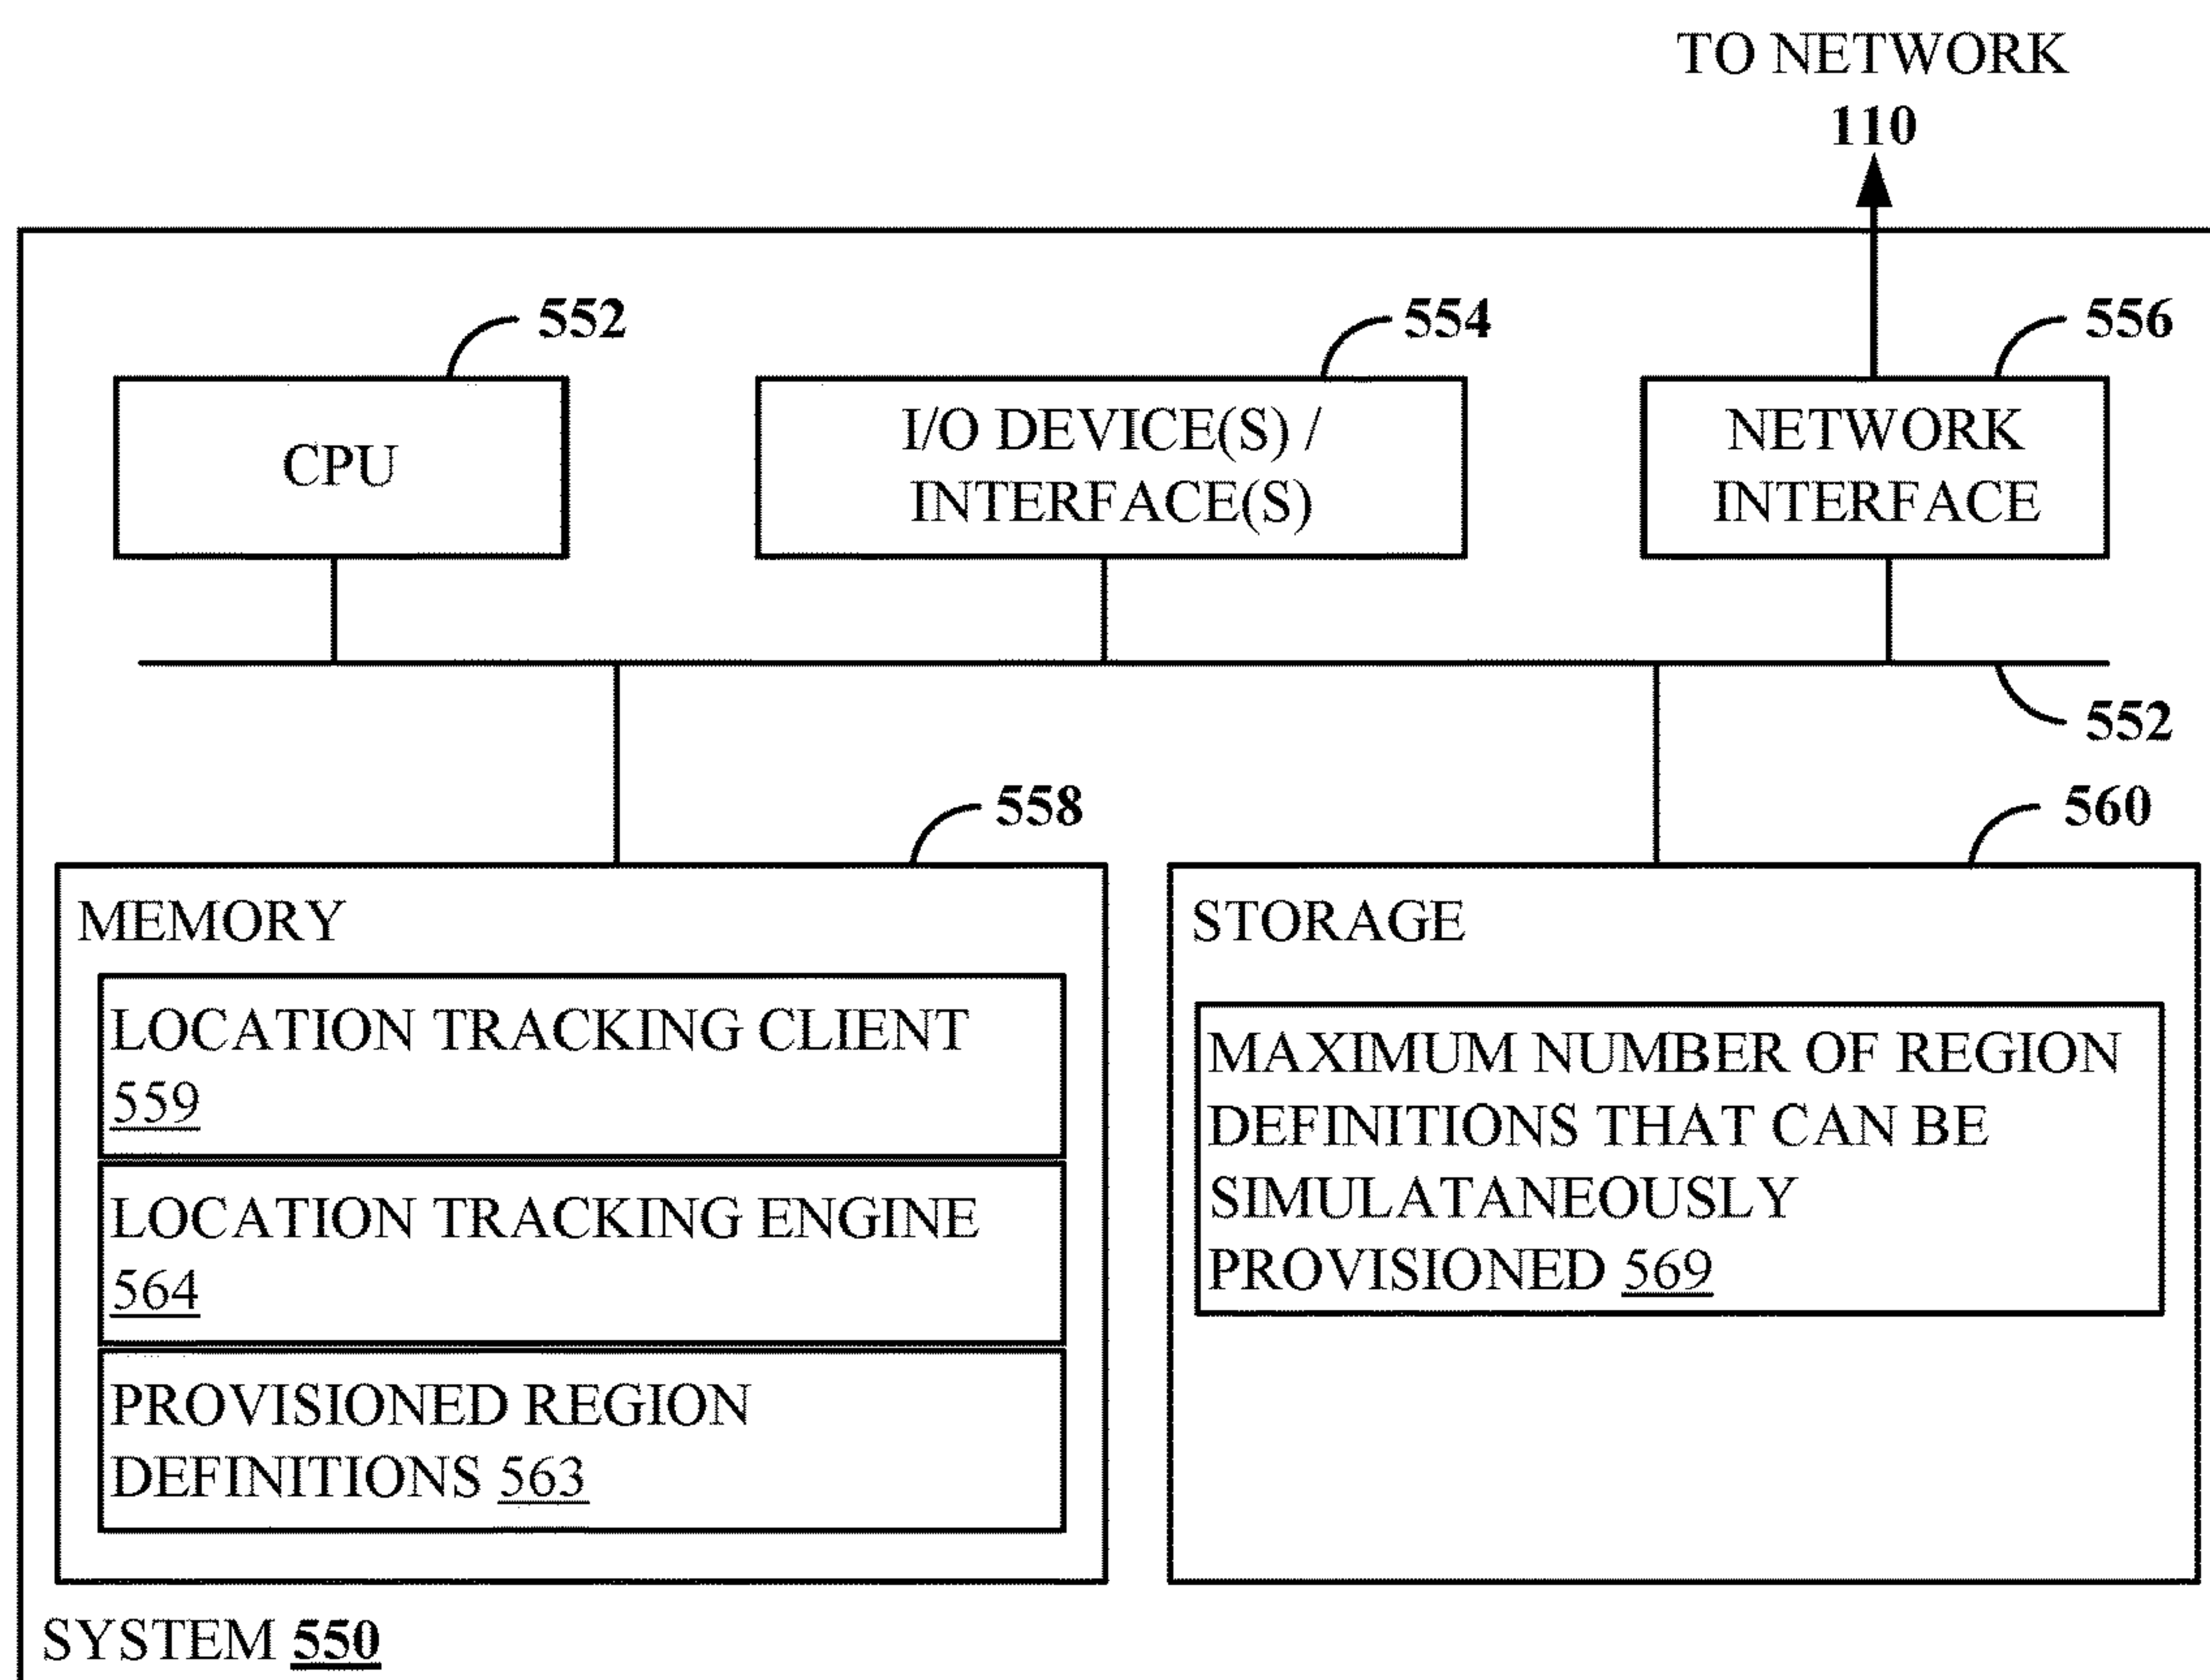 TO NETWORK
110
552
554
556
CPU
I/O DEVICE(S) /
INTERFACE(S)
NETWORK
INTERFACE
552
558
560
MEMORY
LOCATION TRACKING CLIENT
559
LOCATION TRACKING ENGINE
564
PROVISIONED REGION
DEFINITIONS 563
STORAGE
MAXIMUM NUMBER OF REGION
DEFINITIONS THAT CAN BE
SIMULATANEOUSLY
PROVISIONED 569
SYSTEM 550